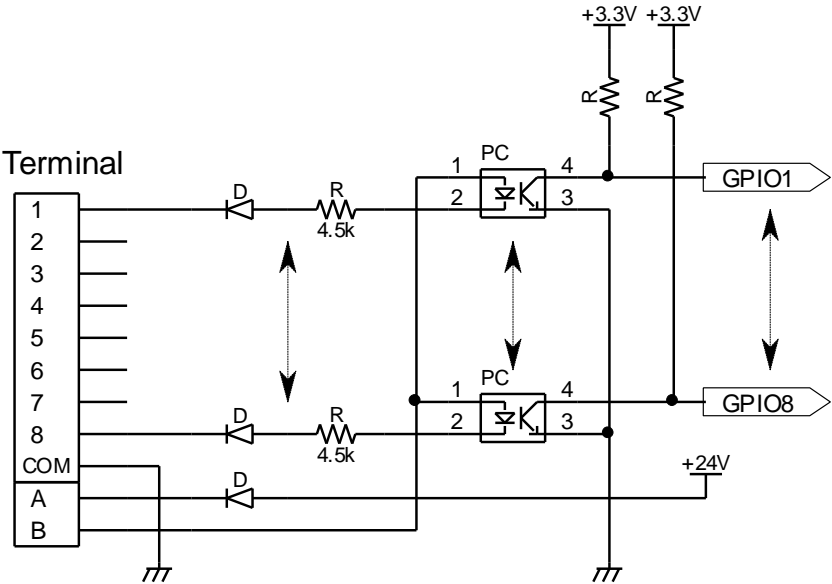 +3.3V +3.3V
R R
Terminal
PC
1 4
D R
1 2 3 GPIO1
4.5k
2
3
4
5
6
PC
7 1 4
D R GPIO8
8 2 3
4.5k
COM +24V
D
A
B